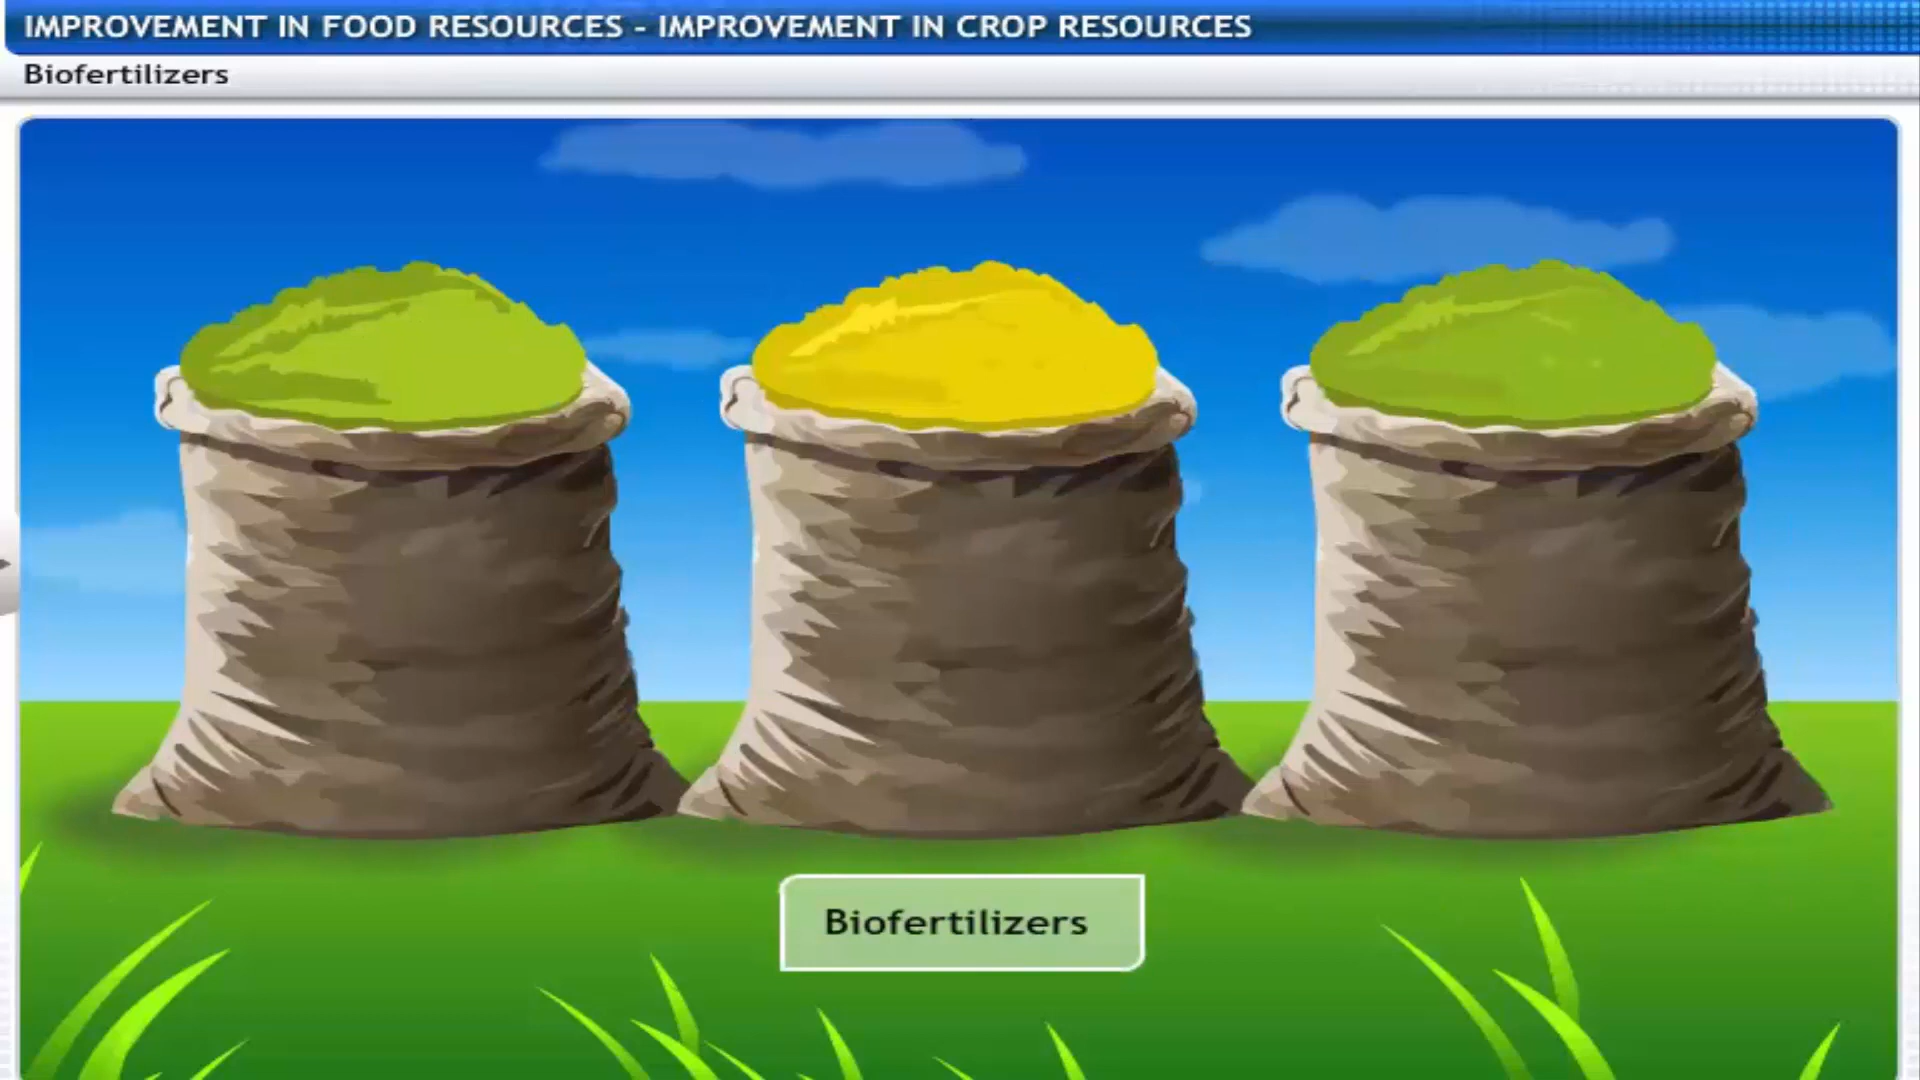 IMPROVEMENT IN FOOD RESOURCES - IMPROVEMENT IN CROP RESOURCES
Biofertilizers
Biofertilizers